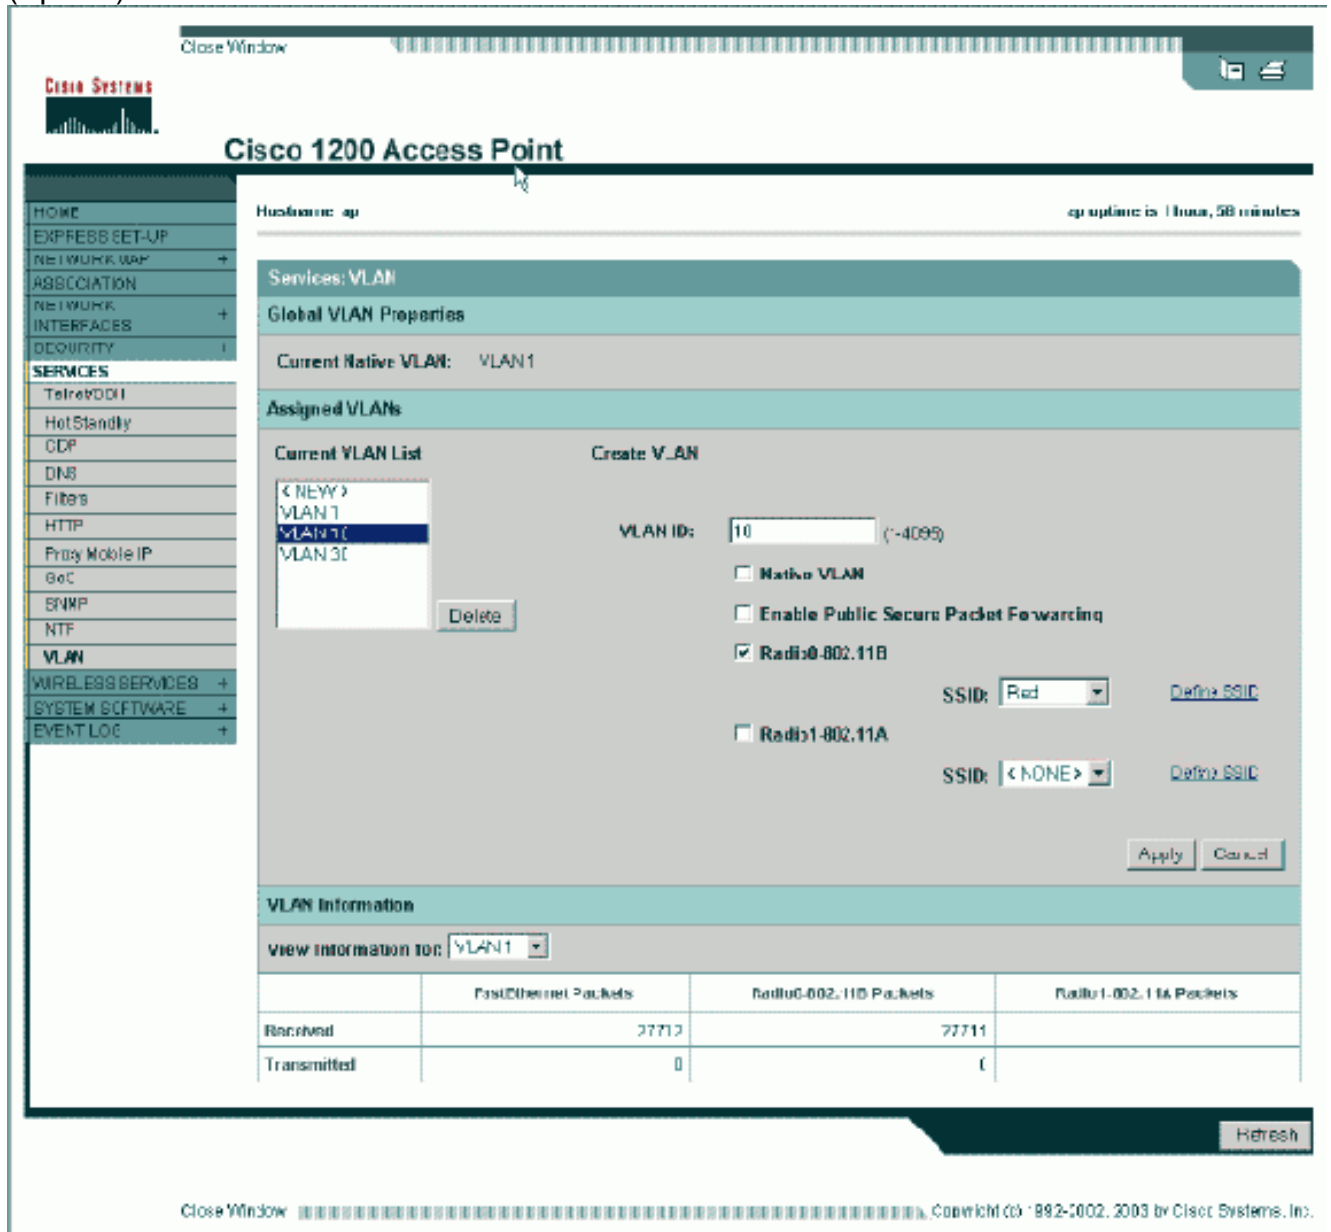 Close Window
Cisco Systems
Cisco 1200 Access Point
Hostname ap
ap uptime is 1 hour, 58 minutes
HOME
EXPRESS SET-UP
NETWORK MAP +
ASSOCIATION
NETWORK
INTERFACES +
SECURITY
SERVICES
Telnet/SSH
Hot Standby
CDP
DNS
Filters
HTTP
Proxy Mobile IP
QoS
SNMP
NTP
VLAN
WIRELESS SERVICES +
SYSTEM SOFTWARE +
EVENT LOG +
Services: VLAN
Global VLAN Properties
Current Native VLAN: VLAN 1
Assigned VLANs
Current VLAN List
Create VLAN
< NEW >
VLAN 1
VLAN 10
VLAN 30
Delete
VLAN ID: 10 (1-4095)
Native VLAN
Enable Public Secure Packet Forwarding
Radio0-802.11B
SSID: Red Define SSID
Radio1-802.11A
SSID: < NONE > Define SSID
Apply Cancel
VLAN Information
View Information for: VLAN 1
FastEthernet Packets Radio0-802.11B Packets Radio1-802.11A Packets
Received 27712 27711
Transmitted 0 0
Refresh
Close Window
Copyright (c) 1992-2002, 2003 by Cisco Systems, Inc.